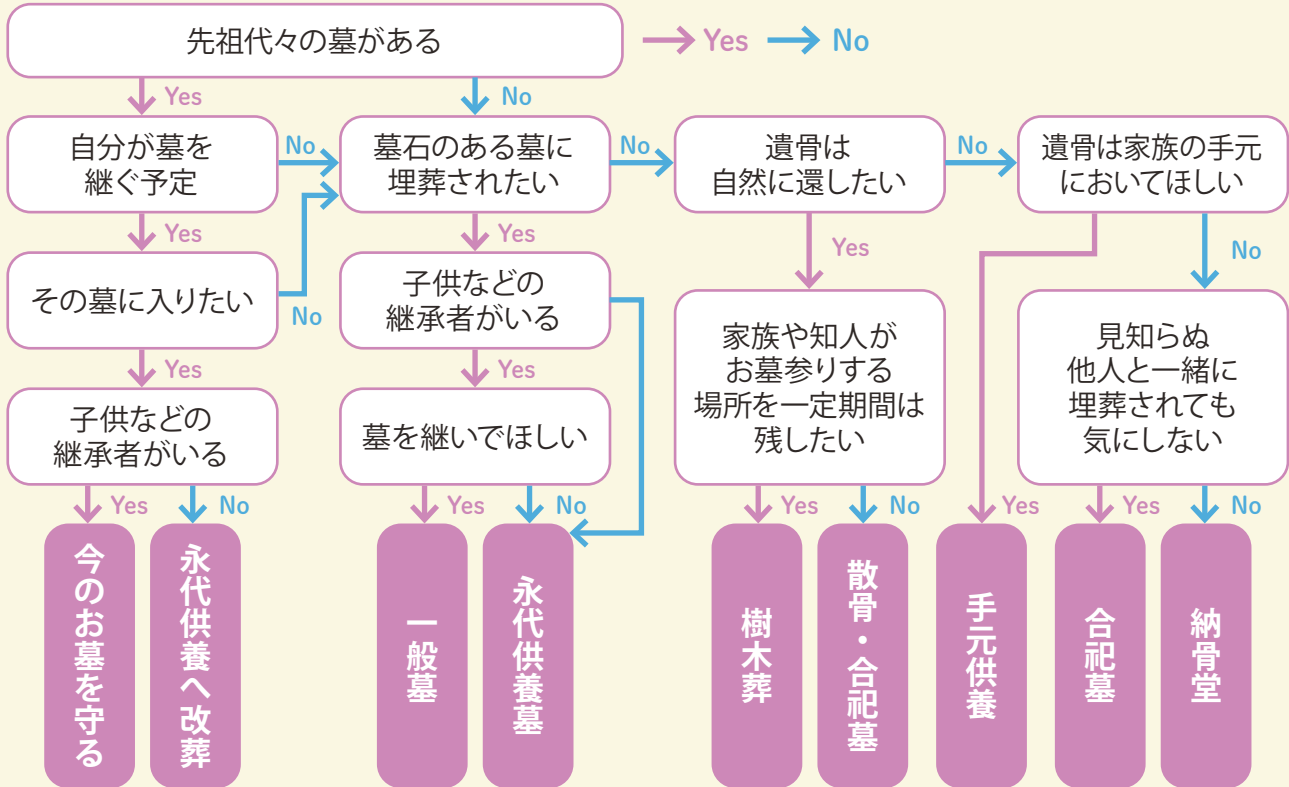 先祖代々の墓がある
Yes
No
Yes
No
自分が墓を
継ぐ予定
No
墓石のある墓に
埋葬されたい
No
遺骨は
自然に還したい
No
遺骨は家族の手元
においてほしい
Yes
Yes
Yes
No
その墓に入りたい
No
子供などの
継承者がいる
家族や知人が
お墓参りする
場所を一定期間は
残したい
見知らぬ
他人と一緒に
埋葬されても
気にしない
Yes
Yes
子供などの
継承者がいる
墓を継いでほしい
Yes
No
Yes
No
Yes
No
Yes
Yes
No
今のお墓を守る
永代供養へ改葬
一般墓
永代供養墓
樹木葬
散骨・合祀墓
手元供養
合祀墓
納骨堂